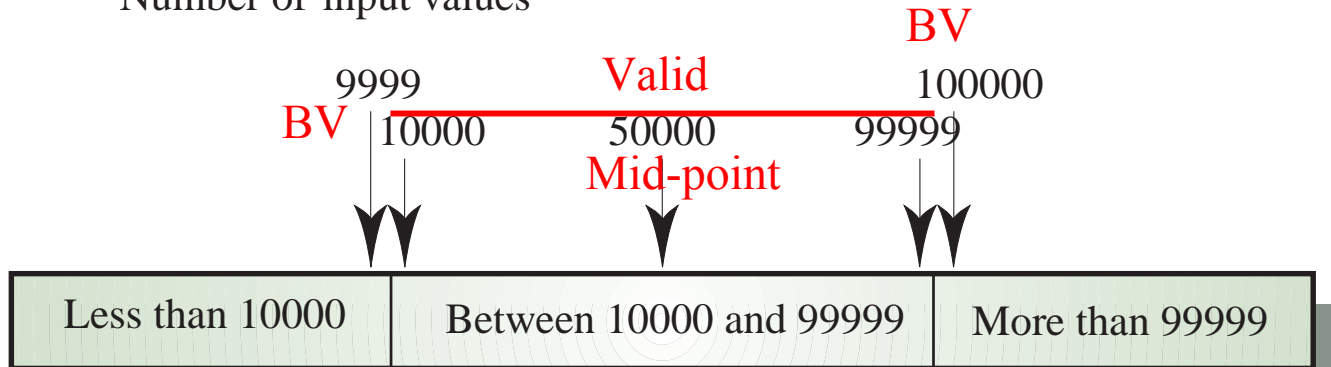 Number of input values
BV
9999 Valid 100000
BV 10000 50000 99999
Mid-point
Less than 10000 Between 10000 and 99999 More than 99999